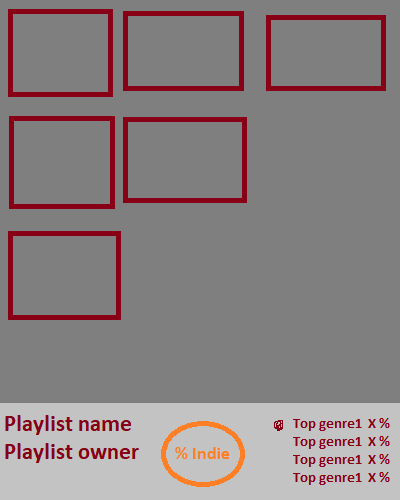 Playlist name
Playlist owner
% Indie
Top genre1 X %
Top genre1 X %
Top genre1 X %
Top genre1 X %